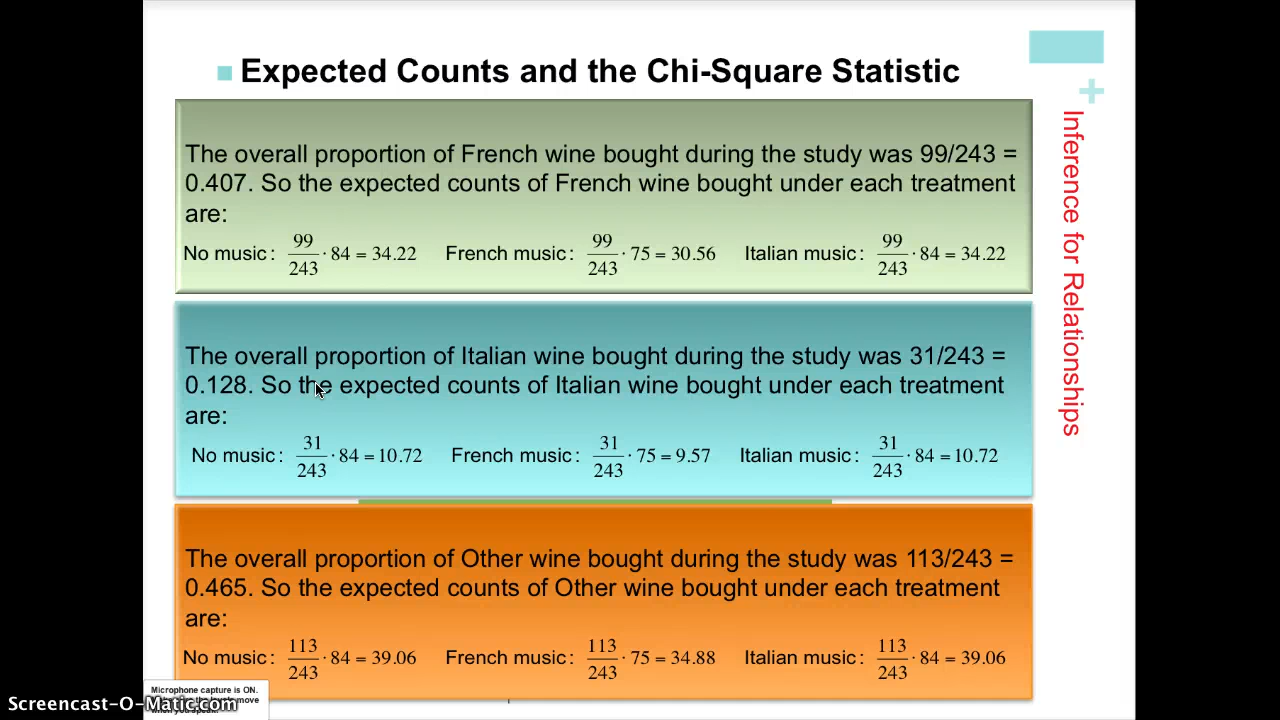 Expected Counts and the Chi-Square Statistic
+
Inference for Relationships
The overall proportion of French wine bought during the study was 99/243 =
0.407. So the expected counts of French wine bought under each treatment
are:
No music: 99/243 · 84 = 34.22 French music: 99/243 · 75 = 30.56 Italian music: 99/243 · 84 = 34.22
The overall proportion of Italian wine bought during the study was 31/243 =
0.128. So the expected counts of Italian wine bought under each treatment
are:
No music: 31/243 · 84 = 10.72 French music: 31/243 · 75 = 9.57 Italian music: 31/243 · 84 = 10.72
The overall proportion of Other wine bought during the study was 113/243 =
0.465. So the expected counts of Other wine bought under each treatment
are:
No music: 113/243 · 84 = 39.06 French music: 113/243 · 75 = 34.88 Italian music: 113/243 · 84 = 39.06
Microphone capture is ON.
move
Screencast-O-Matic.com